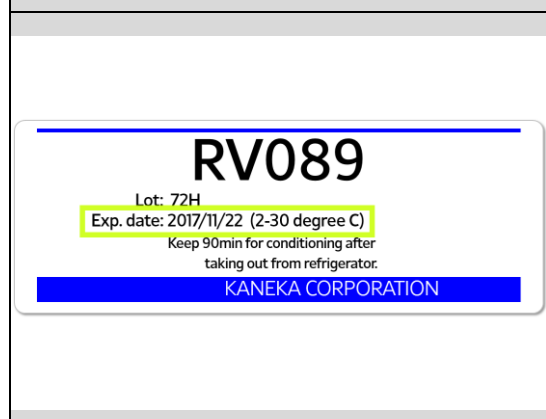 RV089
Lot: 72H
Exp. date: 2017/11/22 (2-30 degree C)
Keep 90min for conditioning after
taking out from refrigerator.
KANEKA CORPORATION